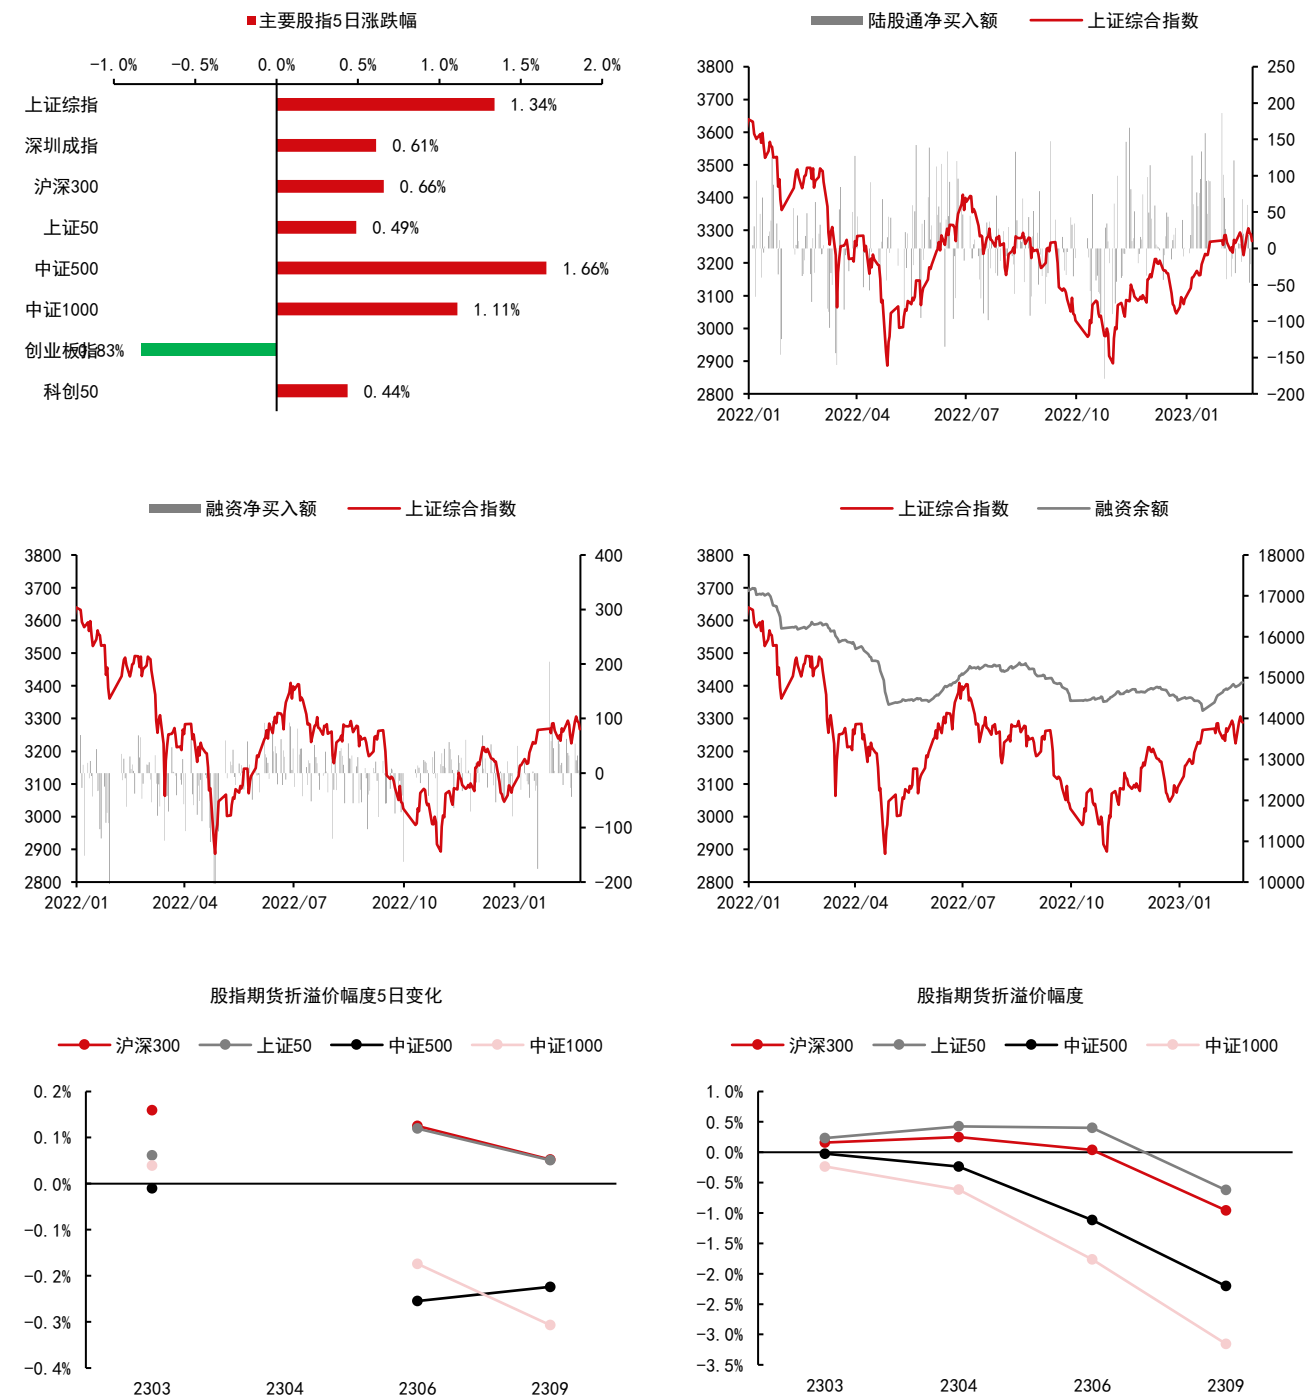 主要股指5日涨跌幅
-1.0% -0.5% 0.0% 0.5% 1.0% 1.5% 2.0%
上证综指 1.34%
深圳成指 0.61%
沪深300 0.66%
上证50 0.49%
中证500 1.66%
中证1000 1.11%
创业板指 -0.83%
科创50 0.44%
陆股通净买入额 上证综合指数
3800 250
3700 200
3600 150
3500 100
3400 50
3300 0
3200 -50
3100 -100
3000 -150
2900 -200
2800
2022/01 2022/04 2022/07 2022/10 2023/01
融资净买入额 上证综合指数
3800 400
3700 300
3600 200
3500 100
3400 0
3300 -100
3200 -200
3100
3000
2900
2800
2022/01 2022/04 2022/07 2022/10 2023/01
上证综合指数 融资余额
3800 18000
3700 17000
3600 16000
3500 15000
3400 14000
3300 13000
3200 12000
3100 11000
3000 10000
2900
2800
2022/01 2022/04 2022/07 2022/10 2023/01
股指期货折溢价幅度5日变化
沪深300 上证50 中证500 中证1000
0.2%
0.1%
0.0%
-0.1%
-0.2%
-0.3%
-0.4%
2303 2304 2306 2309
股指期货折溢价幅度
沪深300 上证50 中证500 中证1000
1.0%
0.5%
0.0%
-0.5%
-1.0%
-1.5%
-2.0%
-2.5%
-3.0%
-3.5%
2303 2304 2306 2309